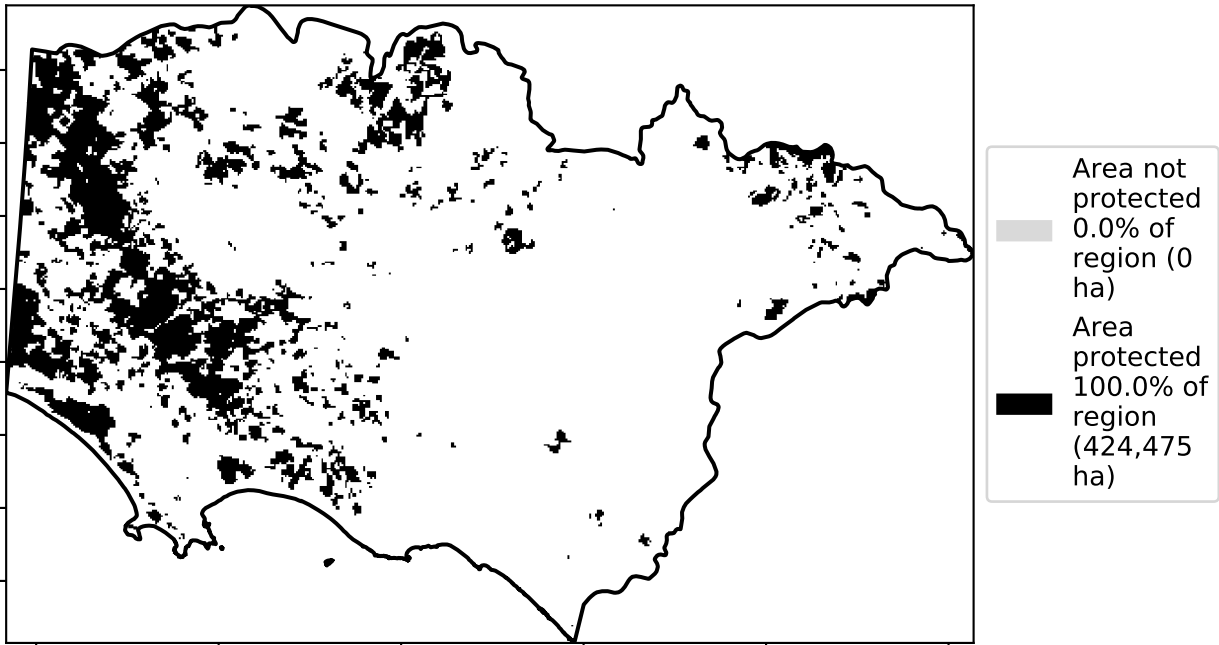 Area not
protected
0.0% of
region (0
ha)
Area
protected
100.0% of
region
(424,475
ha)